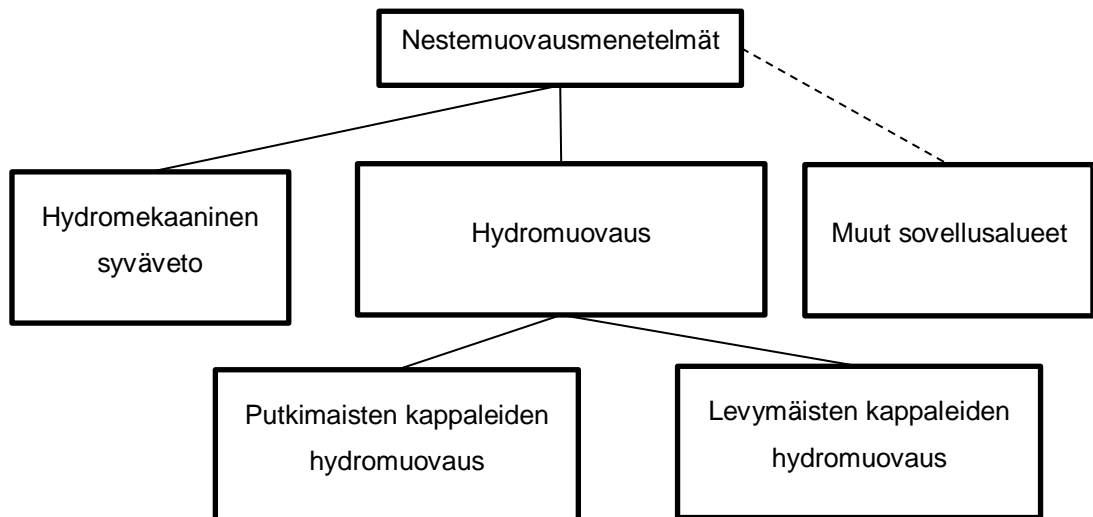 Nestemuovausmenetelmät
Hydromekaaninen
syväveto
Hydromuovaus
Muut sovellusalueet
Putkimaisten kappaleiden
hydromuovaus
Levymäisten kappaleiden
hydromuovaus